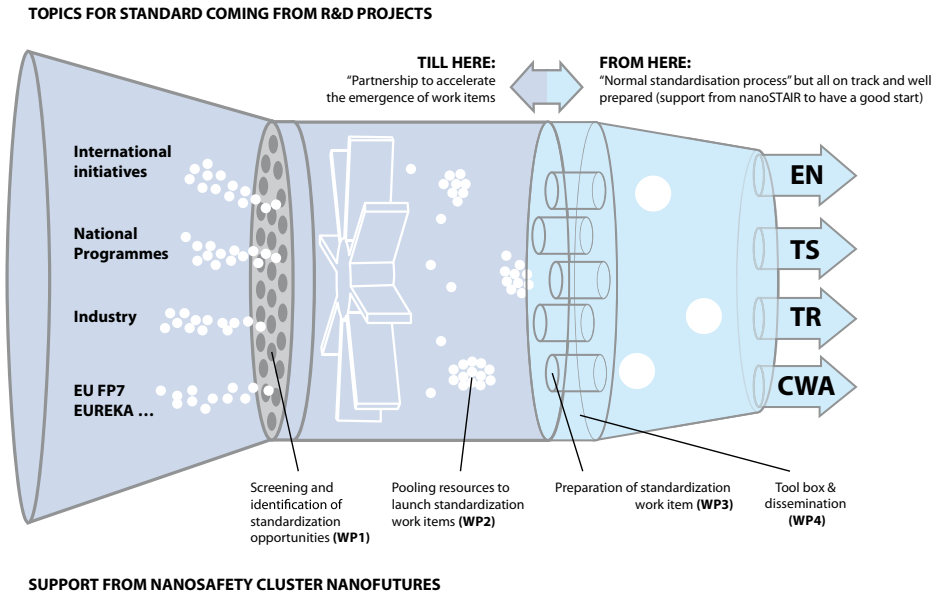 TOPICS FOR STANDARD COMING FROM R&D PROJECTS
TILL HERE:
“Partnership to accelerate
the emergence of work items
FROM HERE:
“Normal standardisation process” but all on track and well
prepared (support from nanoSTAIR to have a good start)
International
initiatives
National
Programmes
Industry
EU FP7
EUREKA ...
EN
TS
TR
CWA
Screening and
identification of
standardization
opportunities (WP1)
Pooling resources to
launch standardization
work items (WP2)
Preparation of standardization
work item (WP3)
Tool box &
dissemination
(WP4)
SUPPORT FROM NANOSAFETY CLUSTER NANOFUTURES